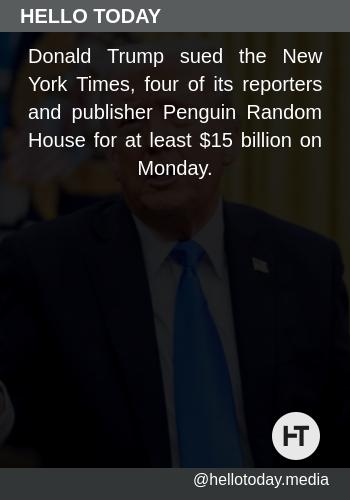 HELLO TODAY
Donald Trump sued the New
York Times, four of its reporters
and publisher Penguin Random
House for at least $15 billion on
Monday.
HT
@hellotoday.media